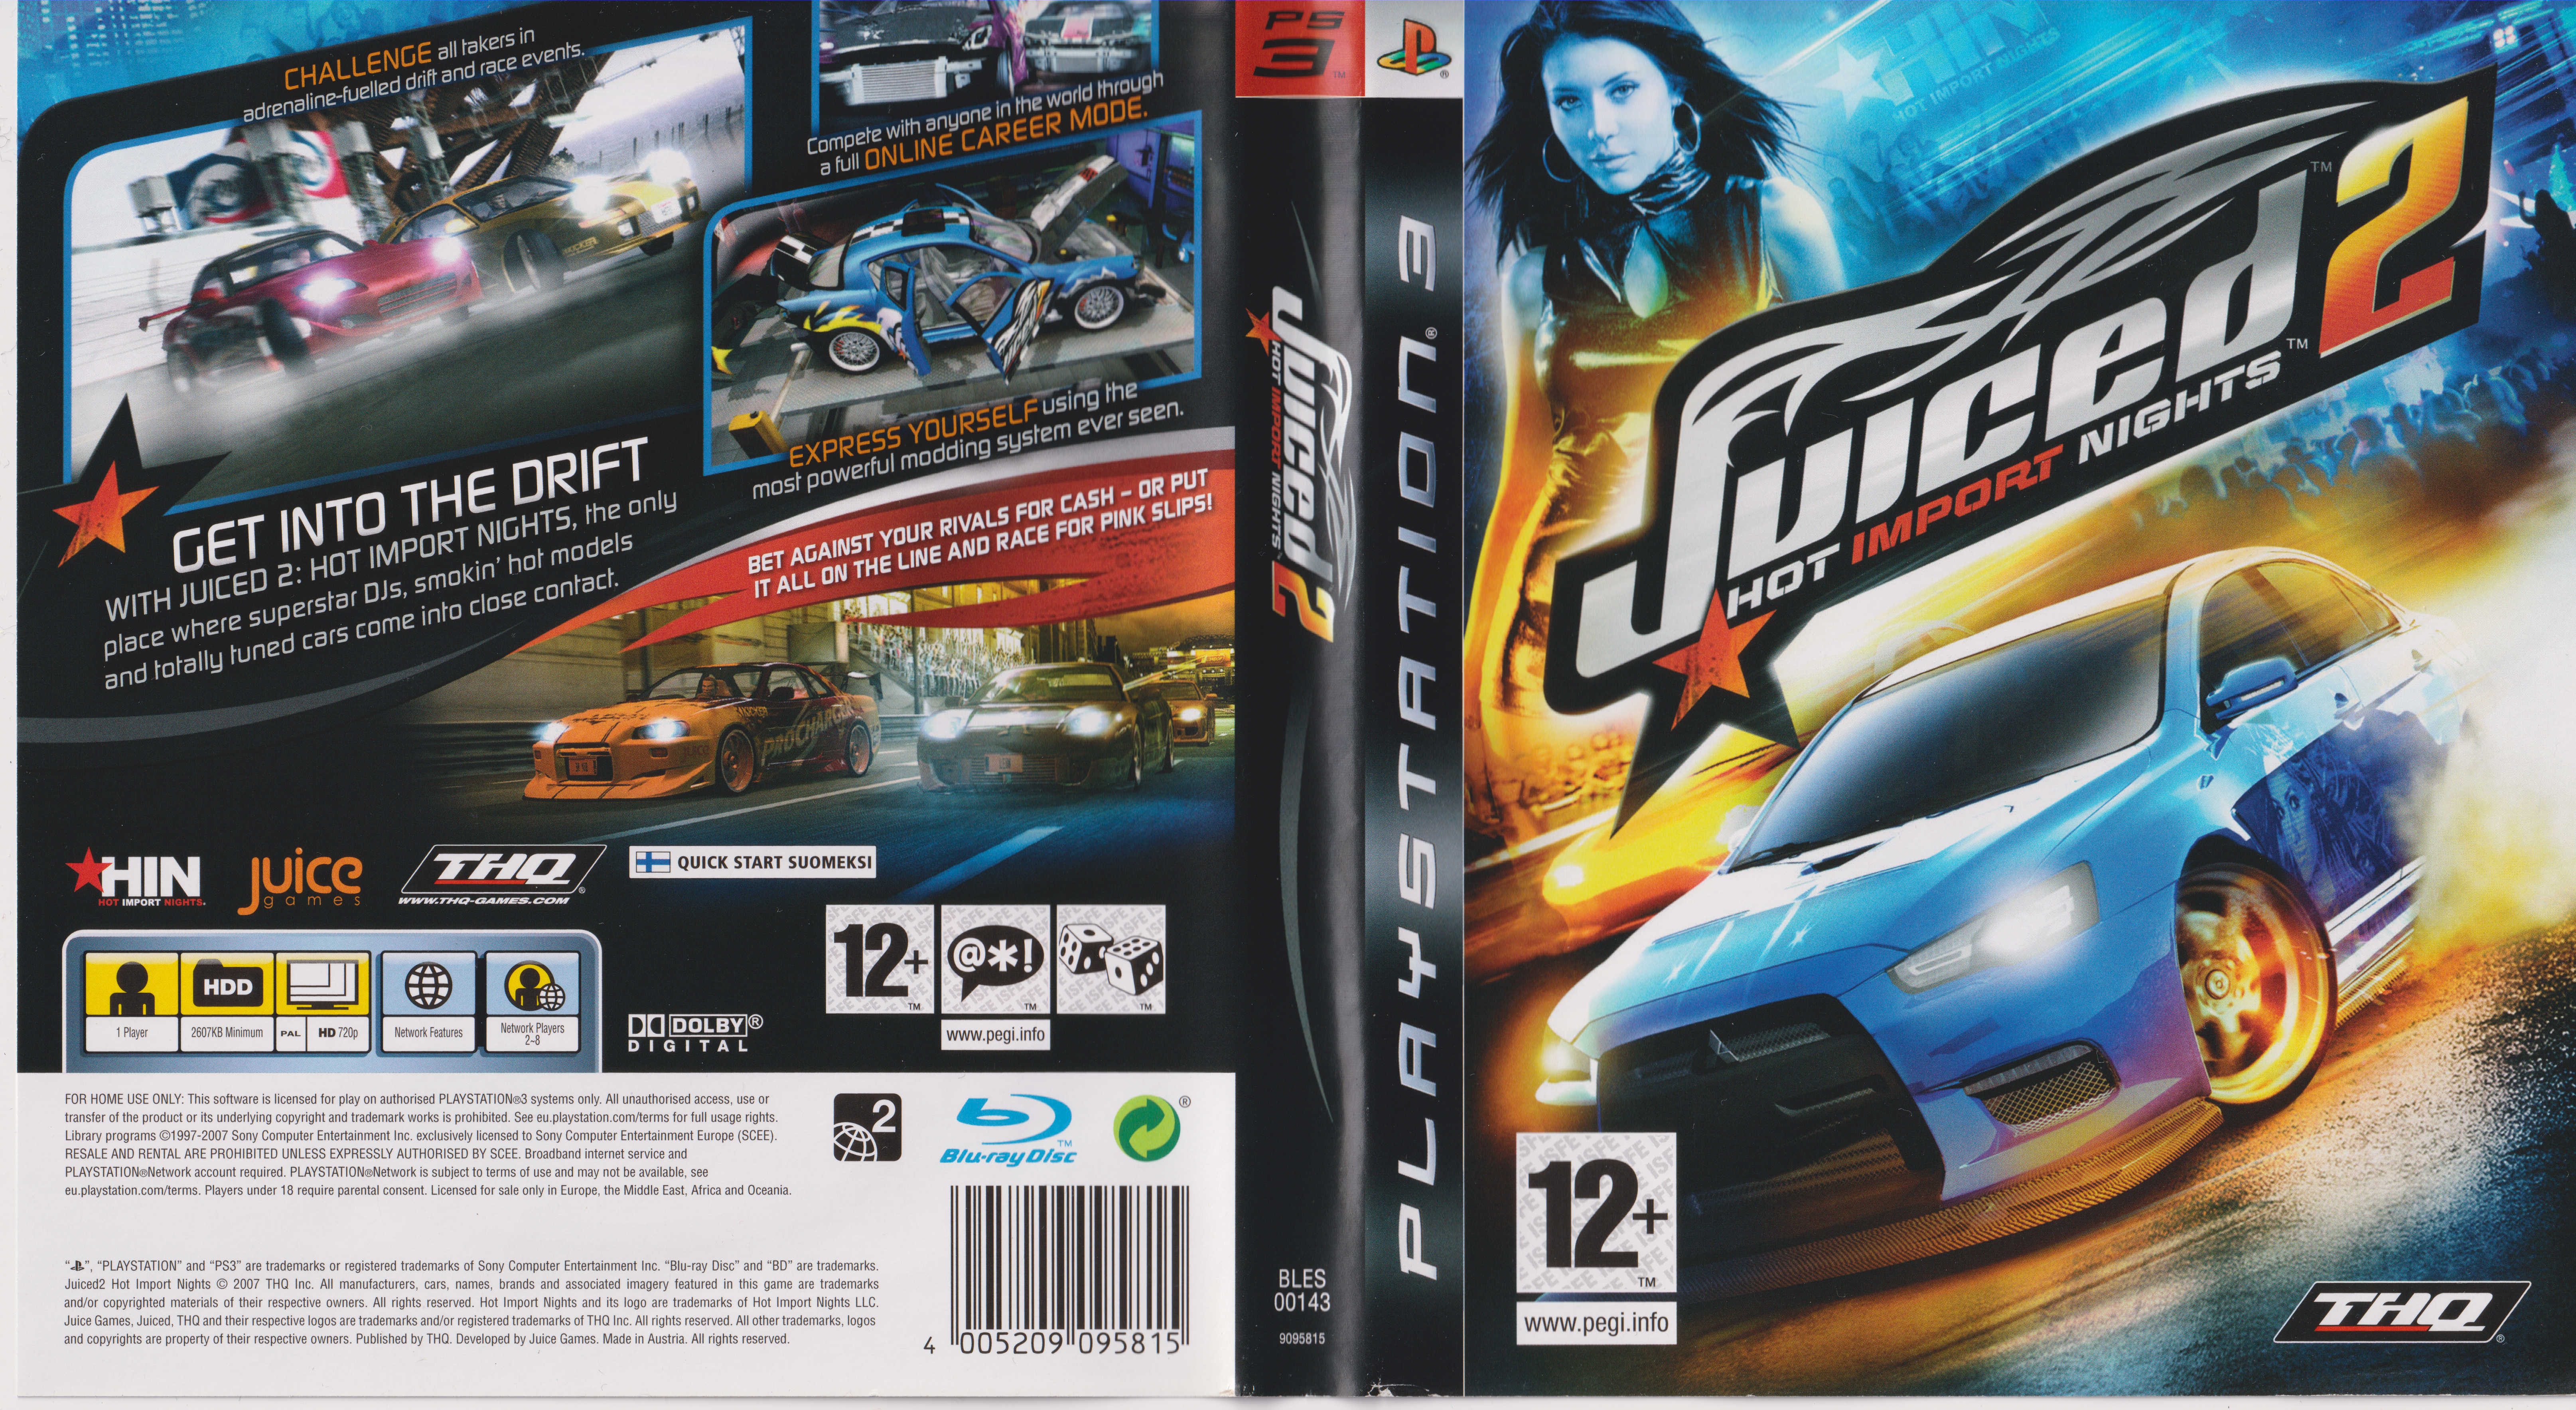 CHALLENGE all takers in
adrenaline-fuelled drift and race events.
Compete with anyone in the world through
a full ONLINE CAREER MODE.
EXPRESS YOURSELF using the
most powerful modding system ever seen.
GET INTO THE DRIFT
WITH JUICED 2: HOT IMPORT NIGHTS, the only
place where superstar DJs, smokin' hot models
and totally tuned cars come into close contact.
BET AGAINST YOUR RIVALS FOR CASH – OR PUT
IT ALL ON THE LINE AND RACE FOR PINK SLIPS!
KICKER
PROCHARGER
JUICE
HIN
HOT IMPORT NIGHTS.
juice
games
THQ®
WWW.THQ-GAMES.COM
QUICK START SUOMEKSI
12+™
@*!™
™
www.pegi.info
HDD
1 Player
2607KB Minimum
PAL
HD 720p
Network Features
Network Players
2~8
DOLBY®
DIGITAL
FOR HOME USE ONLY: This software is licensed for play on authorised PLAYSTATION®3 systems only. All unauthorised access, use or
transfer of the product or its underlying copyright and trademark works is prohibited. See eu.playstation.com/terms for full usage rights.
Library programs ©1997-2007 Sony Computer Entertainment Inc. exclusively licensed to Sony Computer Entertainment Europe (SCEE).
RESALE AND RENTAL ARE PROHIBITED UNLESS EXPRESSLY AUTHORISED BY SCEE. Broadband internet service and
PLAYSTATION®Network account required. PLAYSTATION®Network is subject to terms of use and may not be available, see
eu.playstation.com/terms. Players under 18 require parental consent. Licensed for sale only in Europe, the Middle East, Africa and Oceania.
2
Blu-ray Disc™
®
"", "PLAYSTATION" and "PS3" are trademarks or registered trademarks of Sony Computer Entertainment Inc. "Blu-ray Disc" and "BD" are trademarks.
Juiced2 Hot Import Nights © 2007 THQ Inc. All manufacturers, cars, names, brands and associated imagery featured in this game are trademarks
and/or copyrighted materials of their respective owners. All rights reserved. Hot Import Nights and its logo are trademarks of Hot Import Nights LLC.
Juice Games, Juiced, THQ and their respective logos are trademarks and/or registered trademarks of THQ Inc. All rights reserved. All other trademarks, logos
and copyrights are property of their respective owners. Published by THQ. Developed by Juice Games. Made in Austria. All rights reserved.
4 005209 095815
PS3™
®
Juiced 2
HOT IMPORT NIGHTS
BLES
00143
9095815
PLAYSTATION®3
HIN
HOT IMPORT NIGHTS
Juiced™ 2
HOT IMPORT NIGHTS™
12+™
www.pegi.info
THQ®